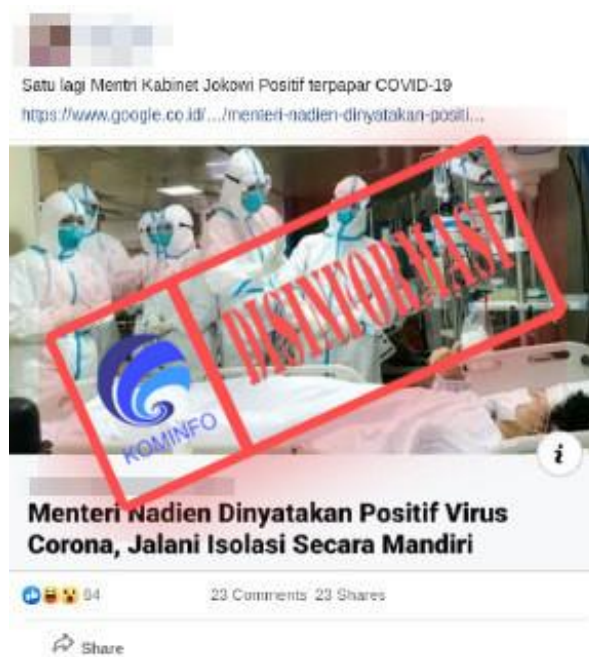 Satu lagi Mentri Kabinet Jokowi Positif terpapar COVID-19
https://www.google.co.id/..../menteri-nadien-dinyatakan-positi...
DISINFORMASI
KOMINFO
i
Menteri Nadien Dinyatakan Positif Virus
Corona, Jalani Isolasi Secara Mandiri
94 23 Comments 23 Shares
Share